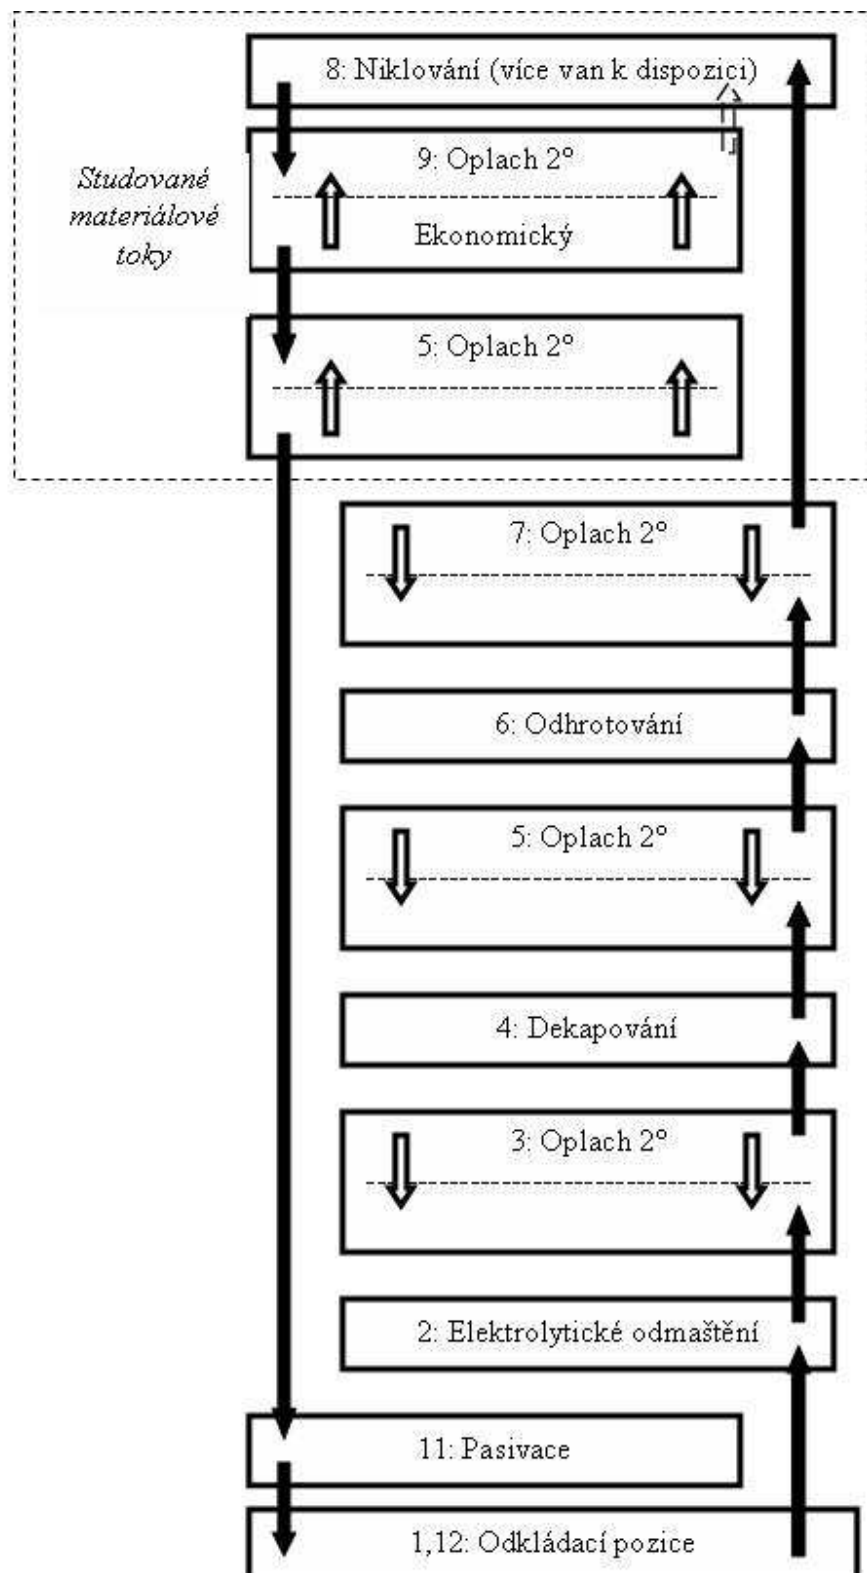 8: Niklování (více van k dispozici)
9: Oplach 2°
Studované
materiálové
toky
Ekonomický
5: Oplach 2°
7: Oplach 2°
6: Odhrotování
5: Oplach 2°
4: Dekapování
3: Oplach 2°
2: Elektrolytické odmaštění
11: Pasivace
1,12: Odkládací pozice